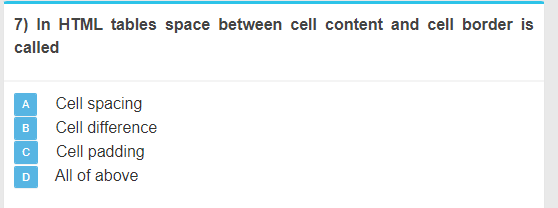 7) In HTML tables space between cell content and cell border is
called
A Cell spacing
B Cell difference
C Cell padding
D All of above